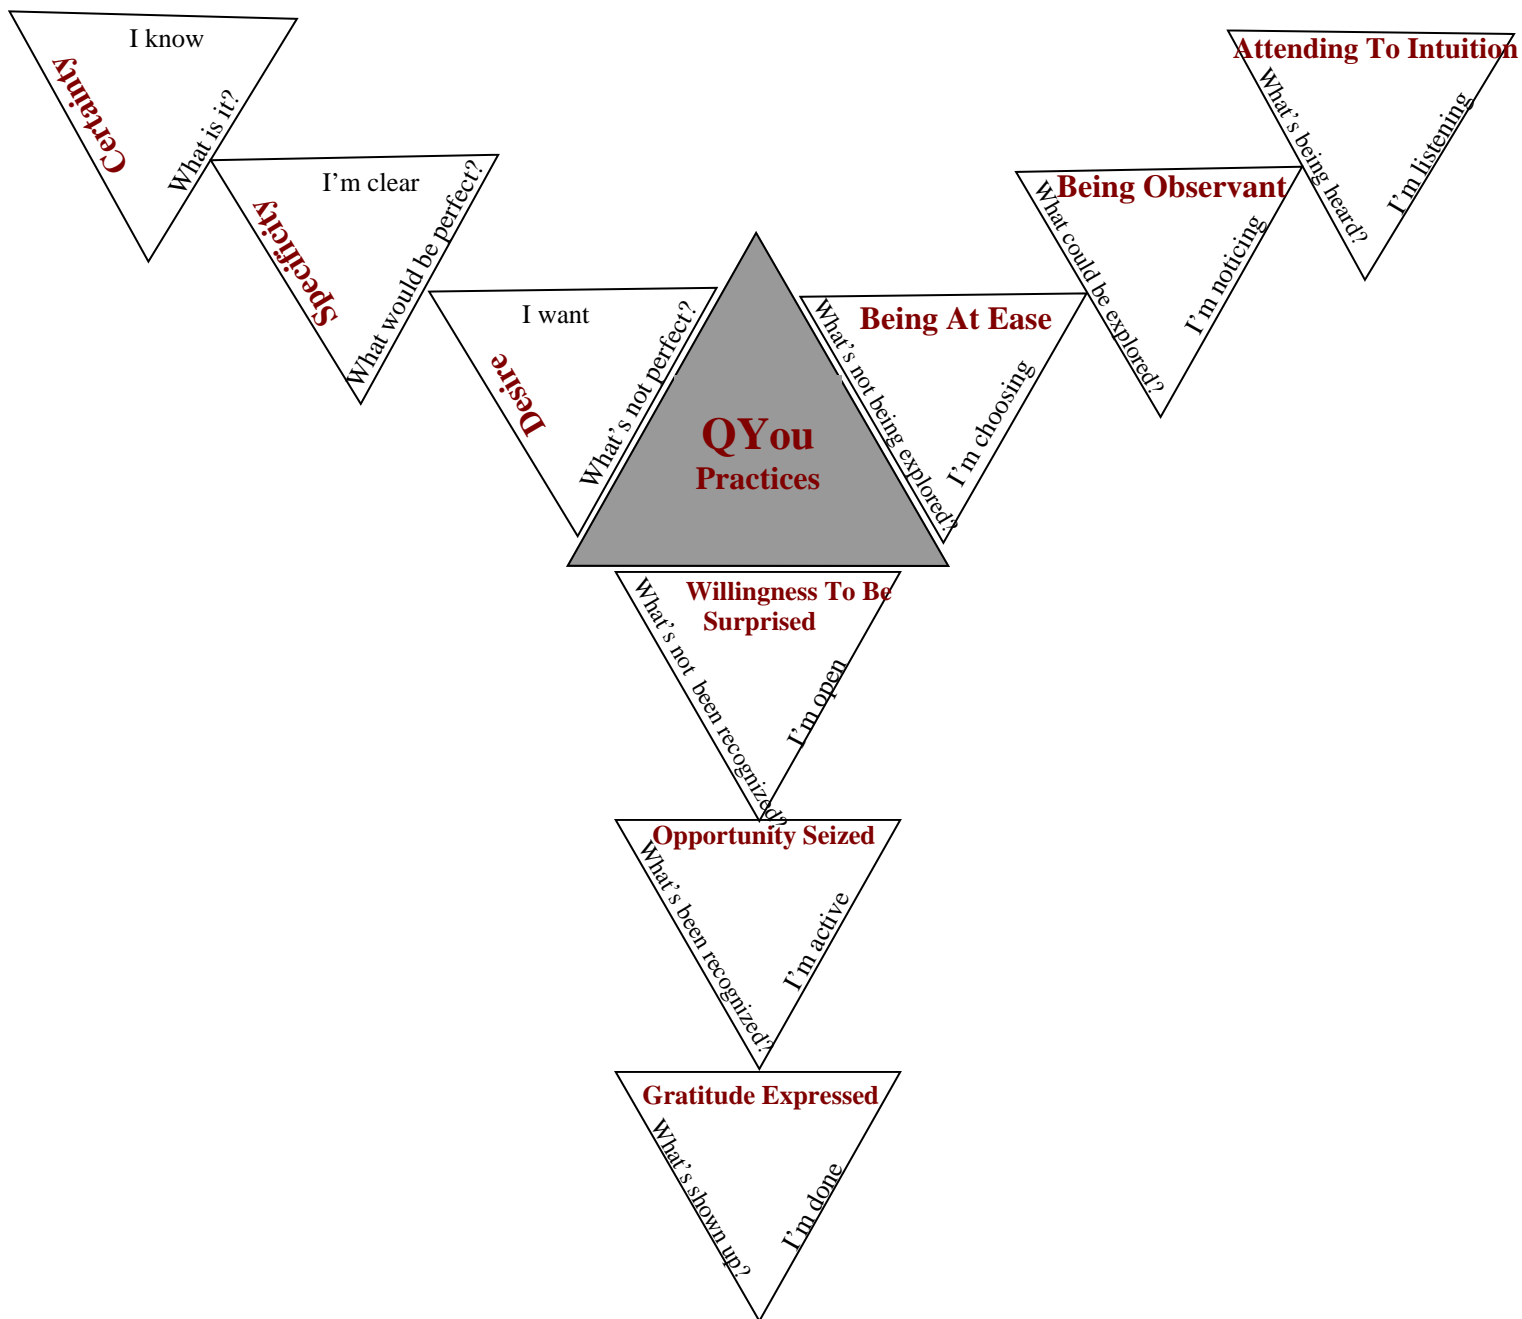 I know
Certainty
What is it?
I'm clear
Specificity
What would be perfect?
I want
Desire
What's not perfect?
QYou
Practices
Being At Ease
What's not being explored?
I'm choosing
Being Observant
What could be explored?
I'm noticing
Attending To Intuition
What's being heard?
I'm listening
Willingness To Be
Surprised
What's not been recognized?
I'm open
Opportunity Seized
What's been recognized?
I'm active
Gratitude Expressed
What's shown up?
I'm done